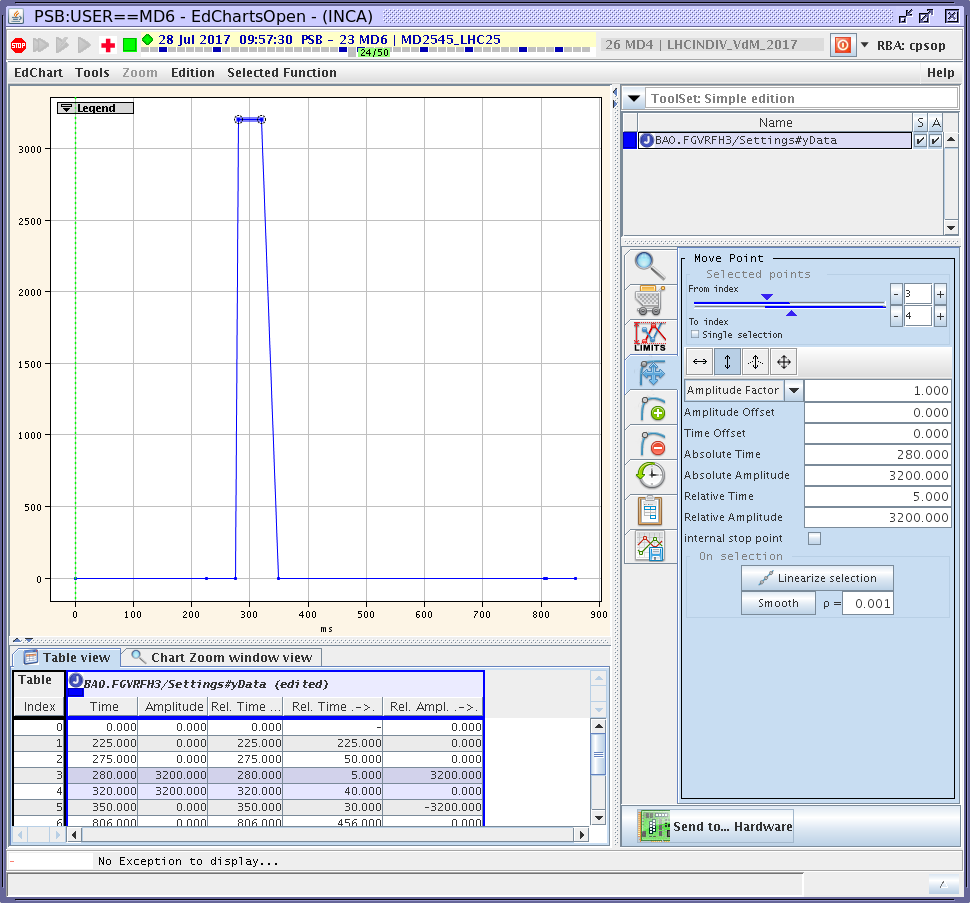 PSB:USER==MD6 - EdChartsOpen - (INCA)
STOP
28 Jul 2017 09:57:30 PSB - 23 MD6 | MD2545_LHC25
24/50
26 MD4 | LHCINDIV_VdM_2017
RBA: cpsop
EdChart Tools Zoom Edition Selected Function Help
Legend
3000
2500
2000
1500
1000
500
0
0 100 200 300 400 500 600 700 800 900
ms
ToolSet: Simple edition
Name S A
BAO.FGVRFH3/Settings#yData
LIMITS
Move Point
Selected points
From index
- 3 +
- 4 +
To index
Single selection
Amplitude Factor 1.000
Amplitude Offset 0.000
Time Offset 0.000
Absolute Time 280.000
Absolute Amplitude 3200.000
Relative Time 5.000
Relative Amplitude 3200.000
internal stop point
On selection
Linearize selection
Smooth ρ = 0.001
Table view Chart Zoom window view
Table BAO.FGVRFH3/Settings#yData (edited)
Index Time Amplitude Rel. Time ... Rel. Time .->. Rel. Ampl. .->.
0 0.000 0.000 0.000 - 0.000
1 225.000 0.000 225.000 225.000 0.000
2 275.000 0.000 275.000 50.000 0.000
3 280.000 3200.000 280.000 5.000 3200.000
4 320.000 3200.000 320.000 40.000 0.000
5 350.000 0.000 350.000 30.000 -3200.000
6 806.000 0.000 806.000 456.000 0.000
Send to... Hardware
- No Exception to display...